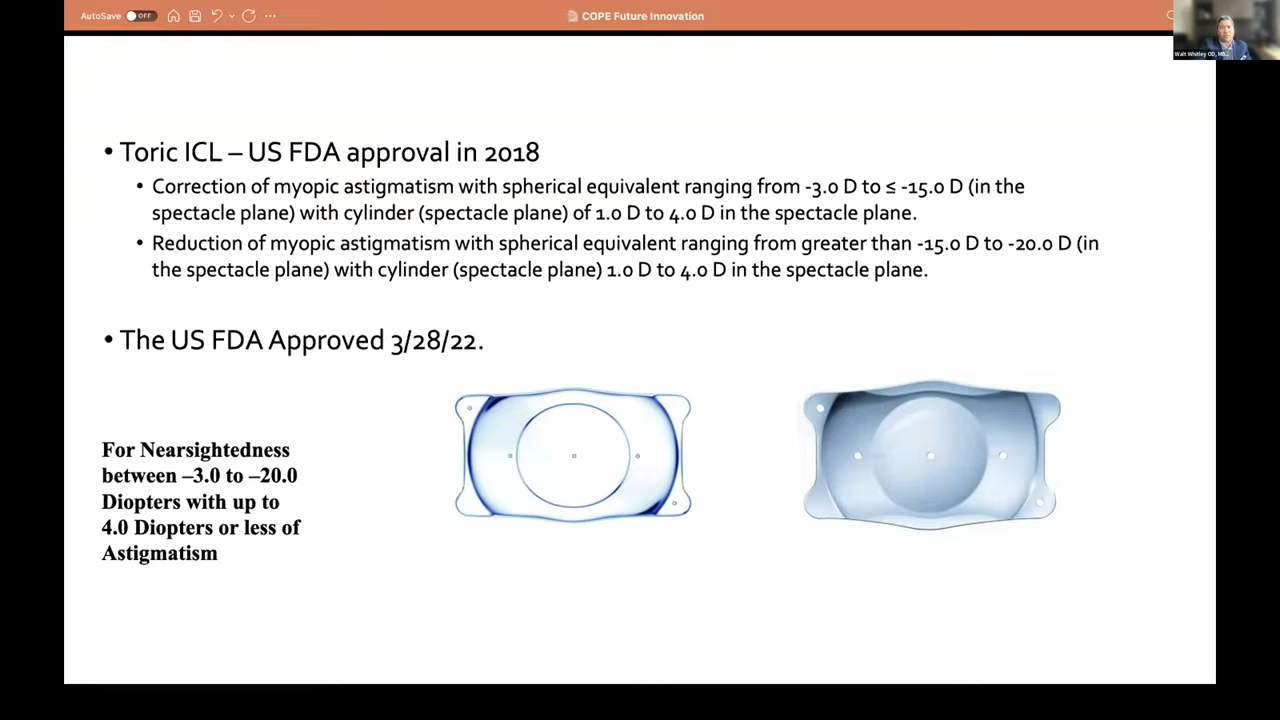 AutoSave OFF
COPE Future Innovation
Walt Whitley OD, MB...
• Toric ICL – US FDA approval in 2018
• Correction of myopic astigmatism with spherical equivalent ranging from -3.0 D to ≤ -15.0 D (in the
spectacle plane) with cylinder (spectacle plane) of 1.0 D to 4.0 D in the spectacle plane.
• Reduction of myopic astigmatism with spherical equivalent ranging from greater than -15.0 D to -20.0 D (in
the spectacle plane) with cylinder (spectacle plane) 1.0 D to 4.0 D in the spectacle plane.
• The US FDA Approved 3/28/22.
For Nearsightedness
between –3.0 to –20.0
Diopters with up to
4.0 Diopters or less of
Astigmatism